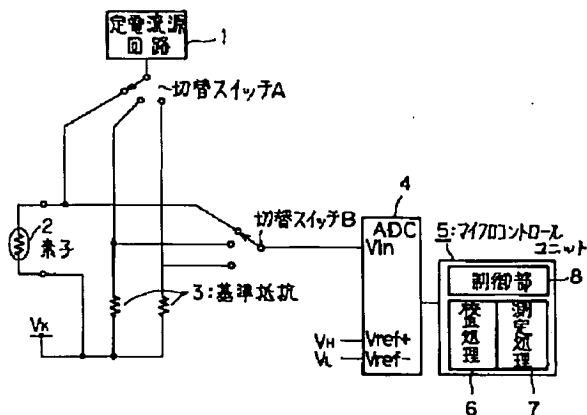 定電流源
回路
1
切替スイッチA
2
素子
切替スイッチB
4
ADC
Vin
5:マイクロコントロール
ユニット
制御部
8
3:基準抵抗
VK
VH
VL
Vref+
Vref-
検査処理
測定処理
6
7